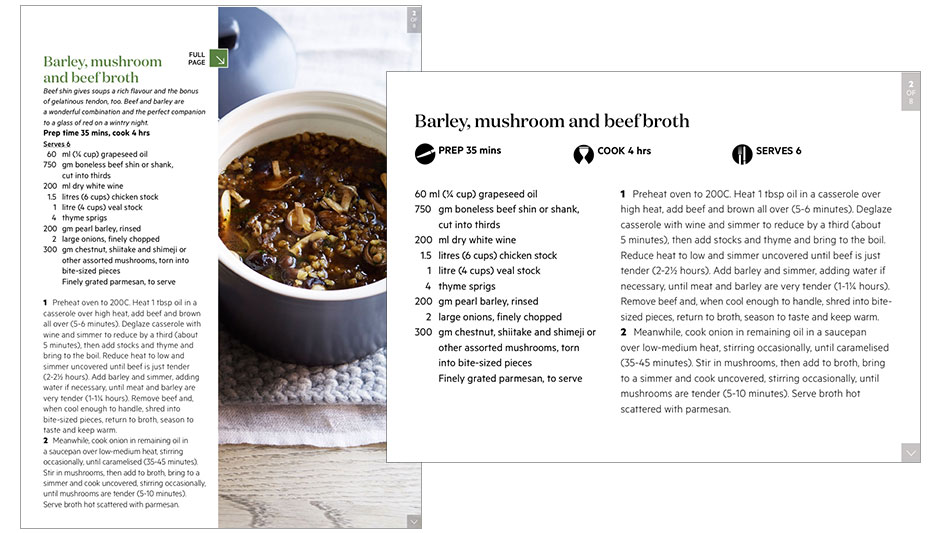 2
OF
8
FULL
PAGE
Barley, mushroom
and beef broth
Beef shin gives soups a rich flavour and the bonus
of gelatinous tendon, too. Beef and barley are
a wonderful combination and the perfect companion
to a glass of red on a wintry night.
Prep time 35 mins, cook 4 hrs
Serves 6
60 ml (¼ cup) grapeseed oil
750 gm boneless beef shin or shank,
cut into thirds
200 ml dry white wine
1.5 litres (6 cups) chicken stock
1 litre (4 cups) veal stock
4 thyme sprigs
200 gm pearl barley, rinsed
2 large onions, finely chopped
300 gm chestnut, shiitake and shimeji or
other assorted mushrooms, torn into
bite-sized pieces
Finely grated parmesan, to serve
1 Preheat oven to 200C. Heat 1 tbsp oil in a
casserole over high heat, add beef and brown
all over (5-6 minutes). Deglaze casserole with
wine and simmer to reduce by a third (about
5 minutes), then add stocks and thyme and
bring to the boil. Reduce heat to low and
simmer uncovered until beef is just tender
(2-2½ hours). Add barley and simmer, adding
water if necessary, until meat and barley are
very tender (1-1¼ hours). Remove beef and,
when cool enough to handle, shred into
bite-sized pieces, return to broth, season to
taste and keep warm.
2 Meanwhile, cook onion in remaining oil in
a saucepan over low-medium heat, stirring
occasionally, until caramelised (35-45 minutes).
Stir in mushrooms, then add to broth, bring to a
simmer and cook uncovered, stirring occasionally,
until mushrooms are tender (5-10 minutes).
Serve broth hot scattered with parmesan.
2
OF
8
Barley, mushroom and beef broth
PREP 35 mins
COOK 4 hrs
SERVES 6
60 ml (¼ cup) grapeseed oil
750 gm boneless beef shin or shank,
cut into thirds
200 ml dry white wine
1.5 litres (6 cups) chicken stock
1 litre (4 cups) veal stock
4 thyme sprigs
200 gm pearl barley, rinsed
2 large onions, finely chopped
300 gm chestnut, shiitake and shimeji or
other assorted mushrooms, torn
into bite-sized pieces
Finely grated parmesan, to serve
1 Preheat oven to 200C. Heat 1 tbsp oil in a casserole over
high heat, add beef and brown all over (5-6 minutes). Deglaze
casserole with wine and simmer to reduce by a third (about
5 minutes), then add stocks and thyme and bring to the boil.
Reduce heat to low and simmer uncovered until beef is just
tender (2-2½ hours). Add barley and simmer, adding water if
necessary, until meat and barley are very tender (1-1¼ hours).
Remove beef and, when cool enough to handle, shred into bite-
sized pieces, return to broth, season to taste and keep warm.
2 Meanwhile, cook onion in remaining oil in a saucepan
over low-medium heat, stirring occasionally, until caramelised
(35-45 minutes). Stir in mushrooms, then add to broth, bring
to a simmer and cook uncovered, stirring occasionally, until
mushrooms are tender (5-10 minutes). Serve broth hot
scattered with parmesan.